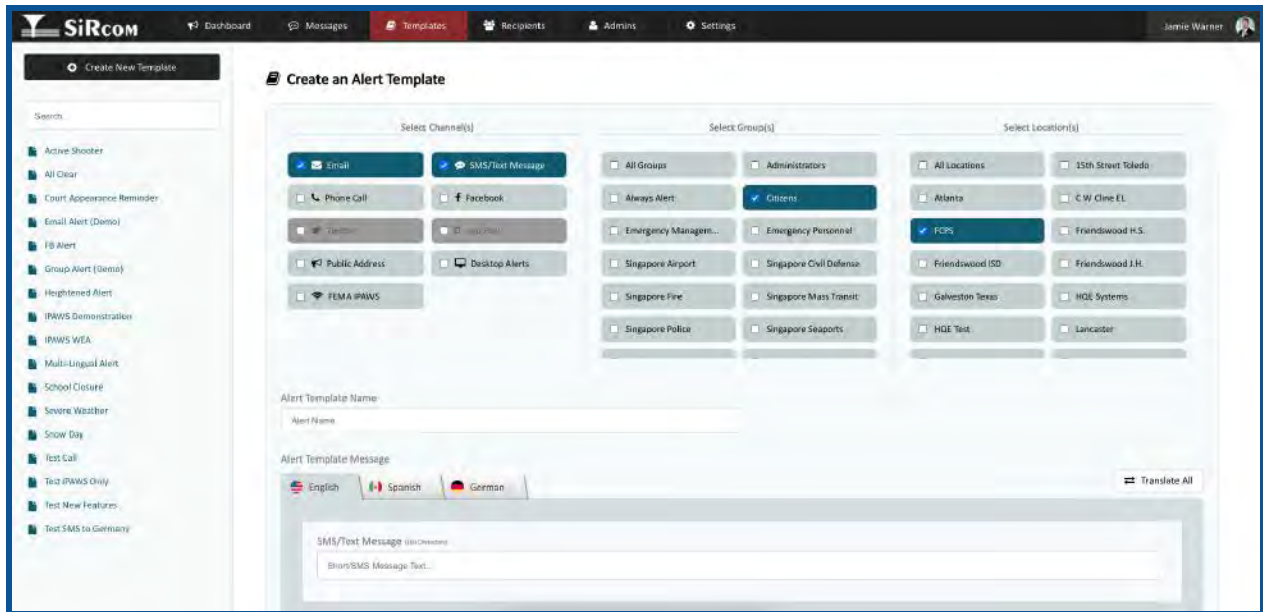 SiRcom
Dashboard
Messages
Templates
Recipients
Admins
Settings
Jamie Warner
Create New Template
Search
Active Shooter
All Clear
Court Appearance Reminder
Email Alert (Demo)
FB Alert
Group Alert (Demo)
Heightened Alert
IPAWS Demonstration
IPAWS WEA
Multi-Lingual Alert
School Closure
Severe Weather
Snow Day
Test Call
Test IPAWS Only
Test New Features
Test SMS to Germany
Create an Alert Template
Select Channel(s)
Email
SMS/Text Message
Phone Call
Facebook
Twitter
Public Address
Desktop Alerts
FEMA IPAWS
Select Group(s)
All Groups
Administrators
Always Alert
Citizens
Emergency Managem...
Emergency Personnel
Singapore Airport
Singapore Civil Defense
Singapore Fire
Singapore Mass Transit
Singapore Police
Singapore Seaports
Select Location(s)
All Locations
15th Street Toledo
Atlanta
C W Cline EL
FCPS
Friendswood H.S.
Friendswood ISD
Friendswood J.H.
Galveston Texas
HQE Systems
HQE Test
Lancaster
Alert Template Name
Alert Name
Alert Template Message
English
Spanish
German
Translate All
SMS/Text Message
Short/SMS Message Text...